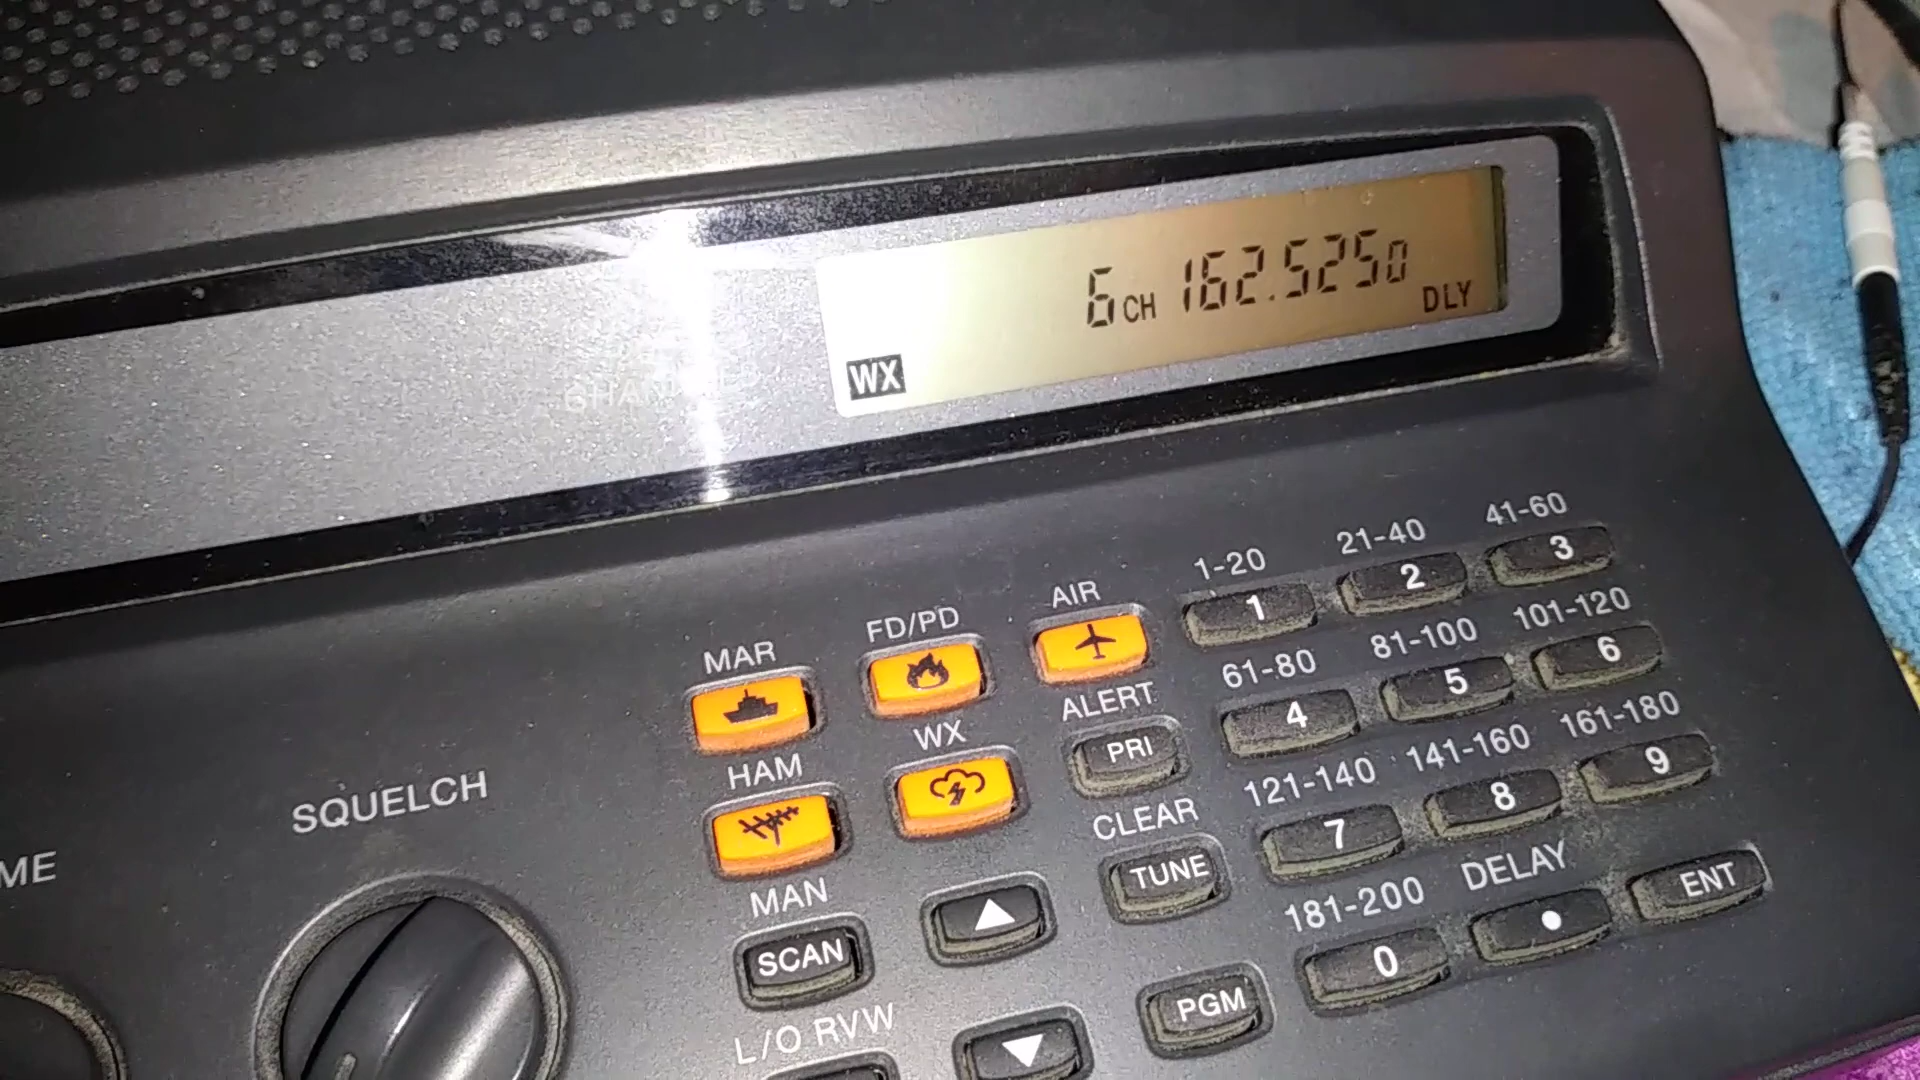 6 CH 162.5250
DLY
WX
1-20 21-40 41-60
MAR FD/PD AIR 1 2 3
61-80 81-100 101-120
HAM WX ALERT PRI 4 5 6
121-140 141-160 161-180
SQUELCH CLEAR TUNE 7 8 9
MAN SCAN 181-200 DELAY ENT
0
L/O RVW PGM